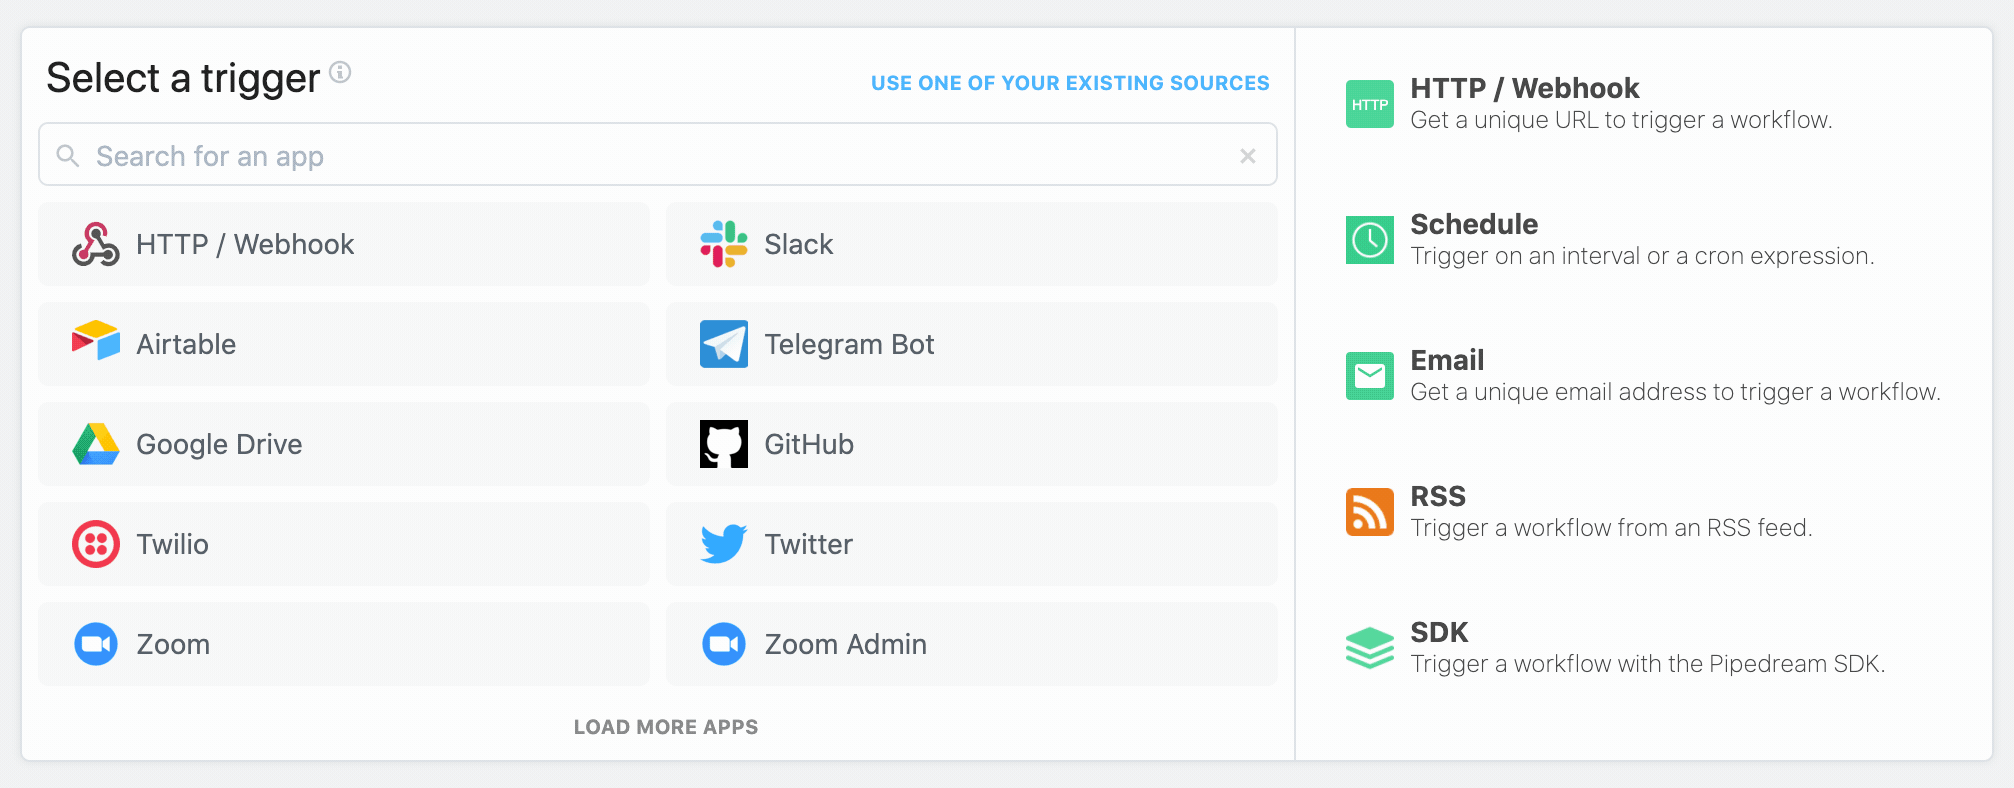 Select a trigger
USE ONE OF YOUR EXISTING SOURCES
Search for an app
HTTP / Webhook
Slack
Airtable
Telegram Bot
Google Drive
GitHub
Twilio
Twitter
Zoom
Zoom Admin
LOAD MORE APPS
HTTP
HTTP / Webhook
Get a unique URL to trigger a workflow.
Schedule
Trigger on an interval or a cron expression.
Email
Get a unique email address to trigger a workflow.
RSS
Trigger a workflow from an RSS feed.
SDK
Trigger a workflow with the Pipedream SDK.